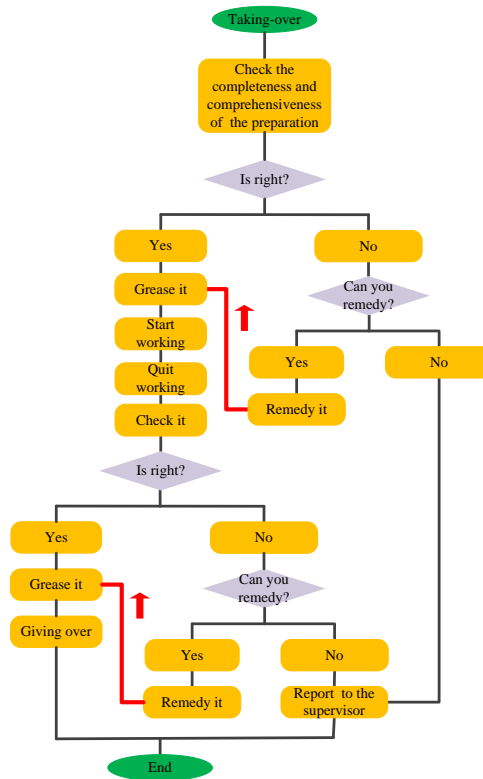 Taking-over
Check the
completeness and
comprehensiveness
of the preparation
Is right?
Yes
No
Grease it
Can you
remedy?
Start
working
Yes
No
Quit
working
Remedy it
Check it
Is right?
Yes
No
Grease it
Can you
remedy?
Giving over
Yes
No
Remedy it
Report to the
supervisor
End